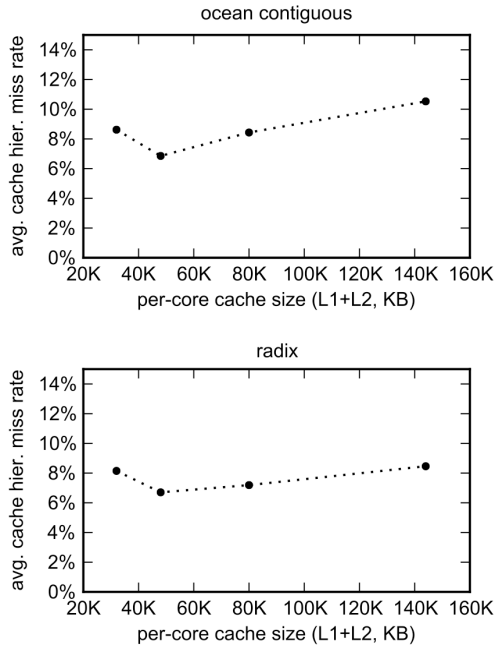 ocean contiguous
avg. cache hier. miss rate
14%
12%
10%
8%
6%
4%
2%
0%
20K 40K 60K 80K 100K 120K 140K 160K
per-core cache size (L1+L2, KB)
radix
avg. cache hier. miss rate
14%
12%
10%
8%
6%
4%
2%
0%
20K 40K 60K 80K 100K 120K 140K 160K
per-core cache size (L1+L2, KB)